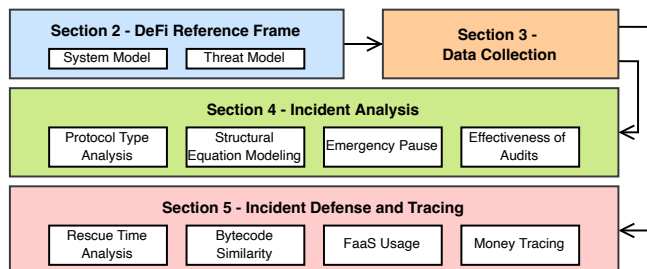 Section 2 - DeFi Reference Frame
System Model
Threat Model
Section 3 -
Data Collection
Section 4 - Incident Analysis
Protocol Type
Analysis
Structural
Equation Modeling
Emergency Pause
Effectiveness of
Audits
Section 5 - Incident Defense and Tracing
Rescue Time
Analysis
Bytecode
Similarity
FaaS Usage
Money Tracing